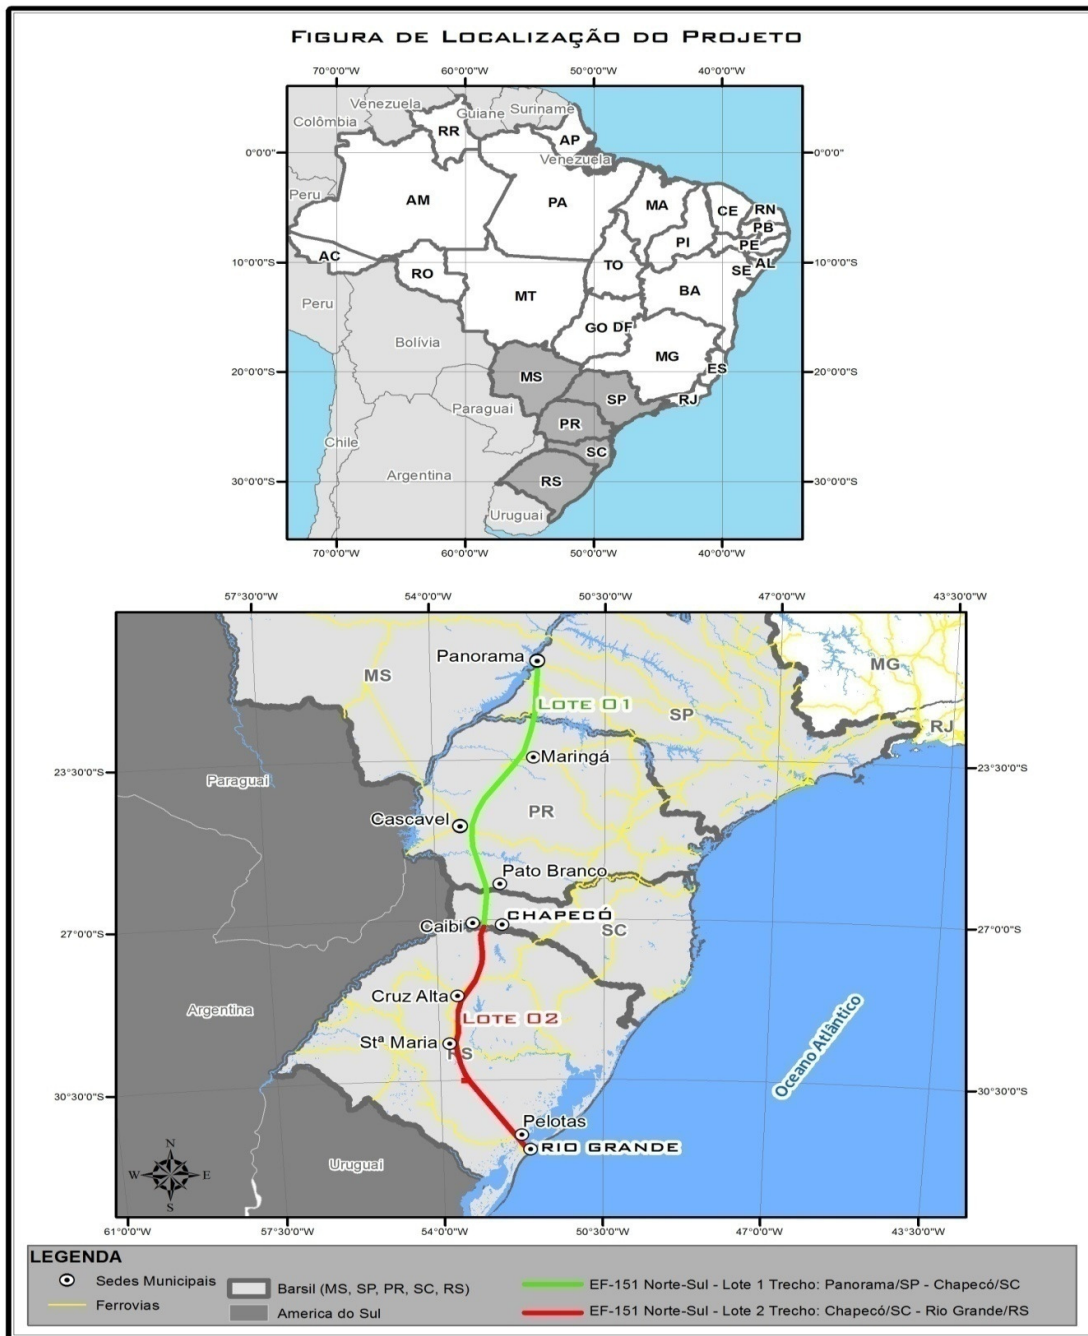 FIGURA DE LOCALIZAÇÃO DO PROJETO
70°0'0"W 60°0'0"W 50°0'0"W 40°0'0"W
Venezuela
Guiane
Suriname
Colômbia
RR
AP
0°0'0"
0°0'0"
Venezuela
Peru
AM
PA
MA
CE
RN
PB
PI
PE
AC
AL
10°0'0"S
TO
SE
10°0'0"S
RO
BA
MT
Peru
GO DF
Bolívia
MG
ES
20°0'0"S
MS
20°0'0"S
SP
RJ
Paraguai
PR
Chile
SC
Argentina
30°0'0"S
RS
30°0'0"S
Uruguai
70°0'0"W 60°0'0"W 50°0'0"W 40°0'0"W
57°30'0"W 54°0'0"W 50°30'0"W 47°0'0"W 43°30'0"W
Panorama
MG
MS
LOTE 01
SP
RJ
Maringá
23°30'0"S
23°30'0"S
Paraguai
PR
Cascavel
Pato Branco
CHAPECÓ
Caibi
SC
27°0'0"S
27°0'0"S
Cruz Alta
Argentina
LOTE 02
Oceano Atlântico
Stª Maria
RS
30°30'0"S
30°30'0"S
Pelotas
RIO GRANDE
N
Uruguai
W E
S
61°0'0"W 57°30'0"W 54°0'0"W 50°30'0"W 47°0'0"W 43°30'0"W
LEGENDA
Sedes Municipais
Ferrovias
Barsil (MS, SP, PR, SC, RS)
America do Sul
EF-151 Norte-Sul - Lote 1 Trecho: Panorama/SP - Chapecó/SC
EF-151 Norte-Sul - Lote 2 Trecho: Chapecó/SC - Rio Grande/RS